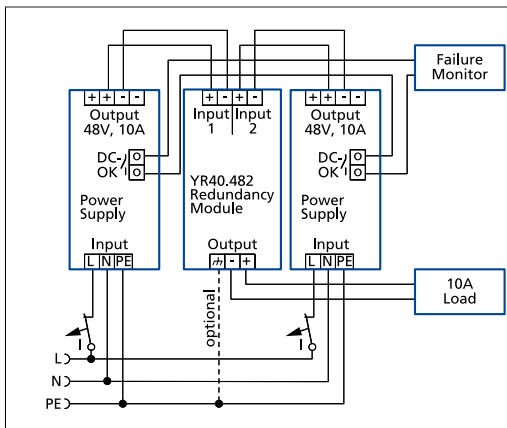 Failure
Monitor
+ + - -
+ - + -
+ + - -
Output
48V, 10A
Input Input
1 2
Output
48V, 10A
DC-
OK
YR40.482
Redundancy
Module
DC-
OK
Power
Supply
Power
Supply
Input
L N PE
Output
- +
Input
L N PE
10A
Load
optional
I
I
L
N
PE